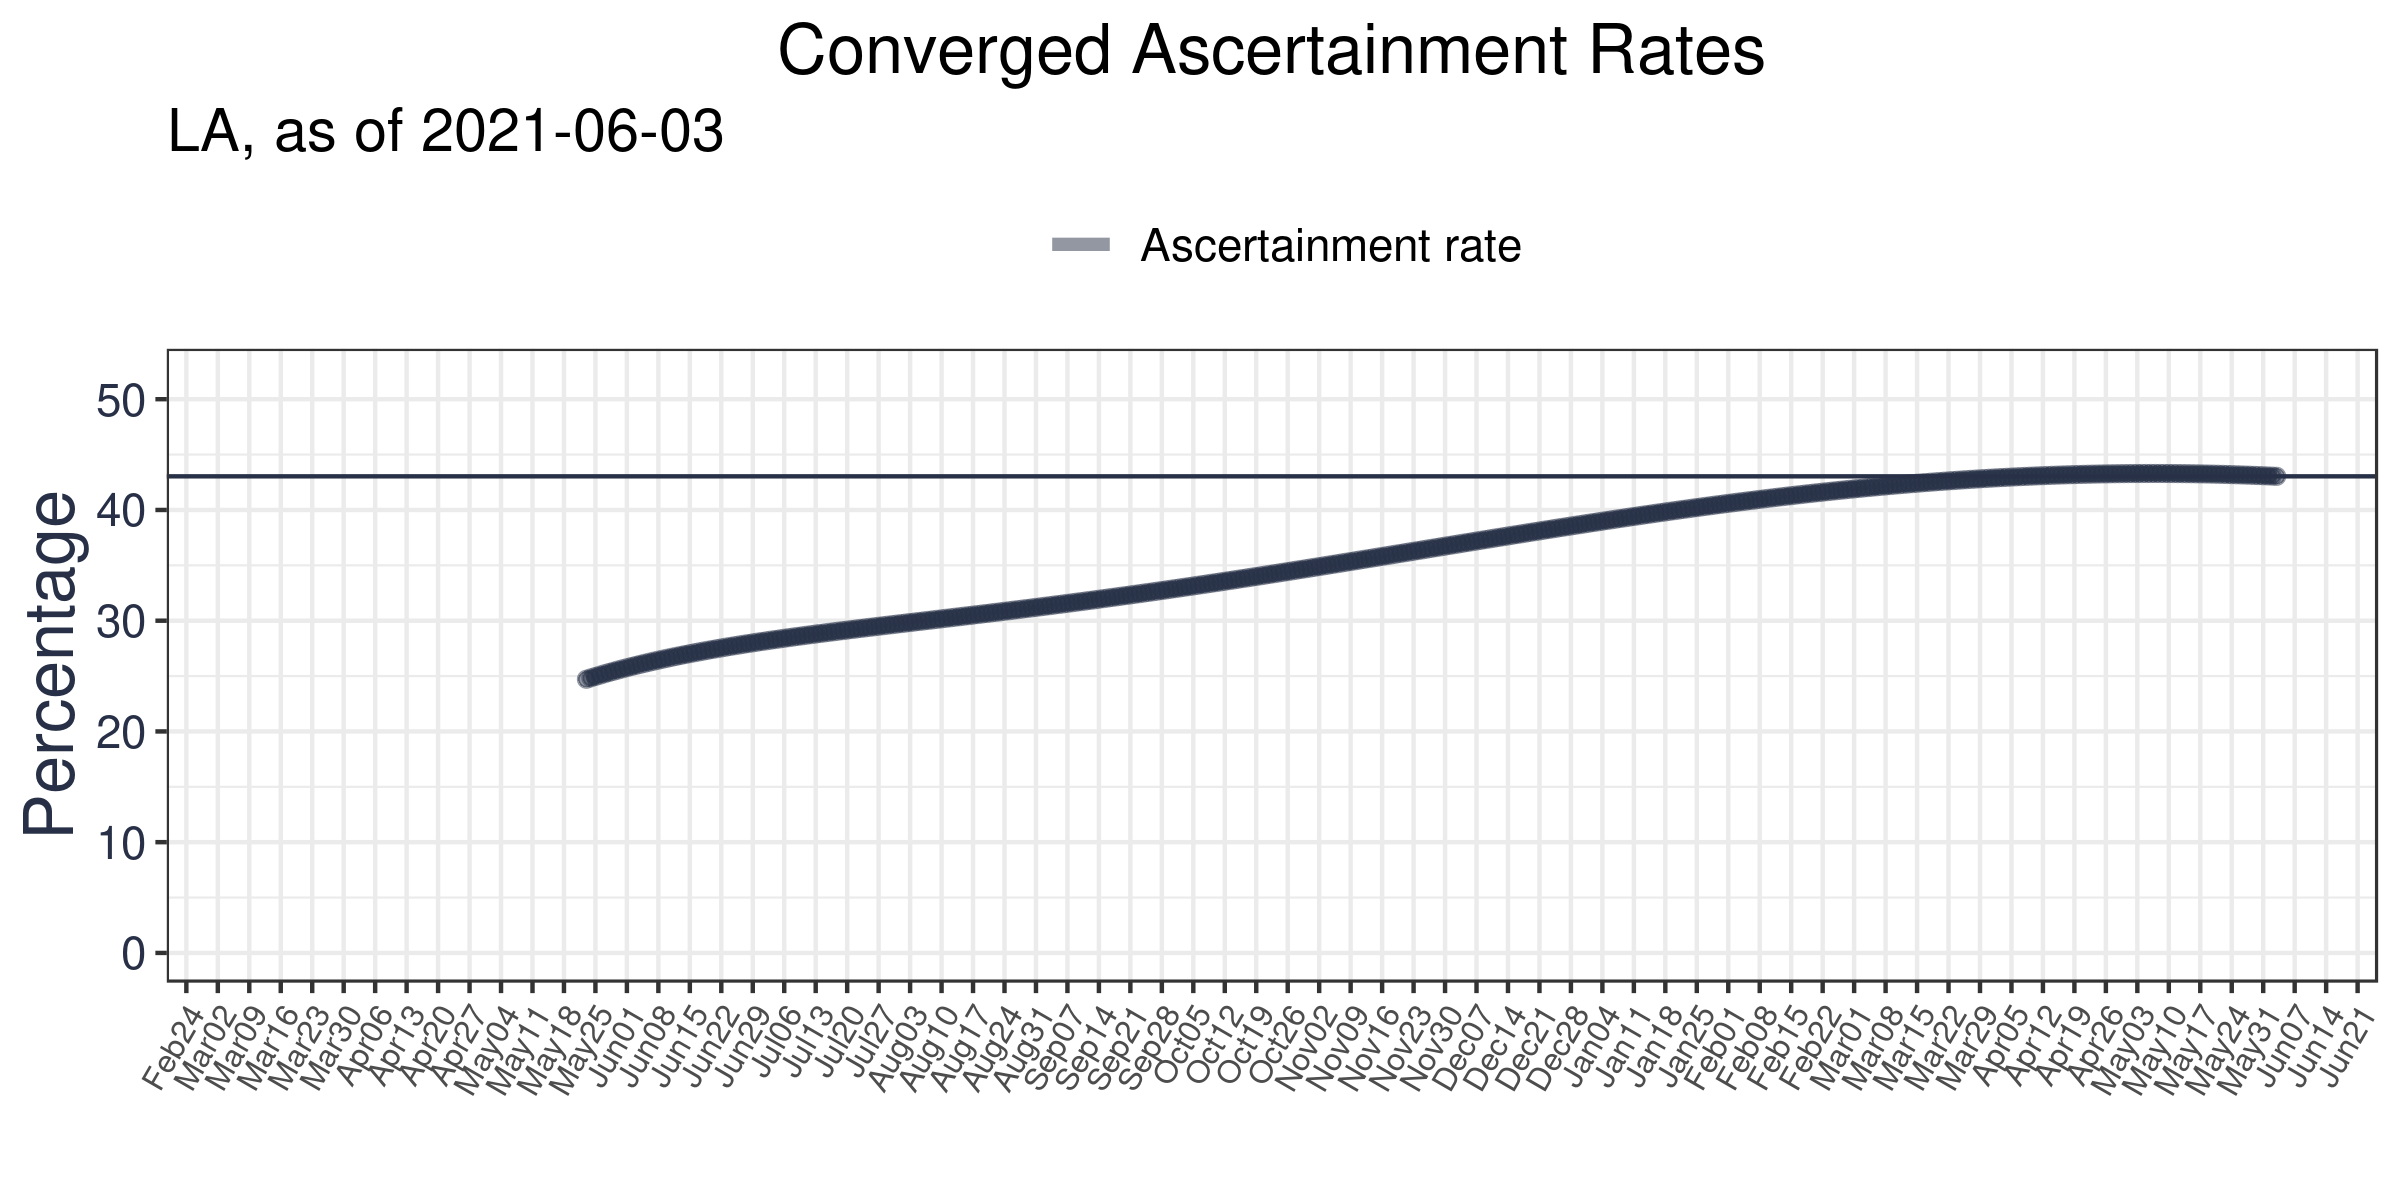 Converged Ascertainment Rates
LA, as of 2021-06-03
Ascertainment rate
Percentage
50
40
30
20
10
0
Feb24
Mar02
Mar09
Mar16
Mar23
Mar30
Apr06
Apr13
Apr20
Apr27
May04
May11
May18
May25
Jun01
Jun08
Jun15
Jun22
Jun29
Jul06
Jul13
Jul20
Jul27
Aug03
Aug10
Aug17
Aug24
Aug31
Sep07
Sep14
Sep21
Sep28
Oct05
Oct12
Oct19
Oct26
Nov02
Nov09
Nov16
Nov23
Nov30
Dec07
Dec14
Dec21
Dec28
Jan04
Jan11
Jan18
Jan25
Feb01
Feb08
Feb15
Feb22
Mar01
Mar08
Mar15
Mar22
Mar29
Apr05
Apr12
Apr19
Apr26
May03
May10
May17
May24
May31
Jun07
Jun14
Jun21